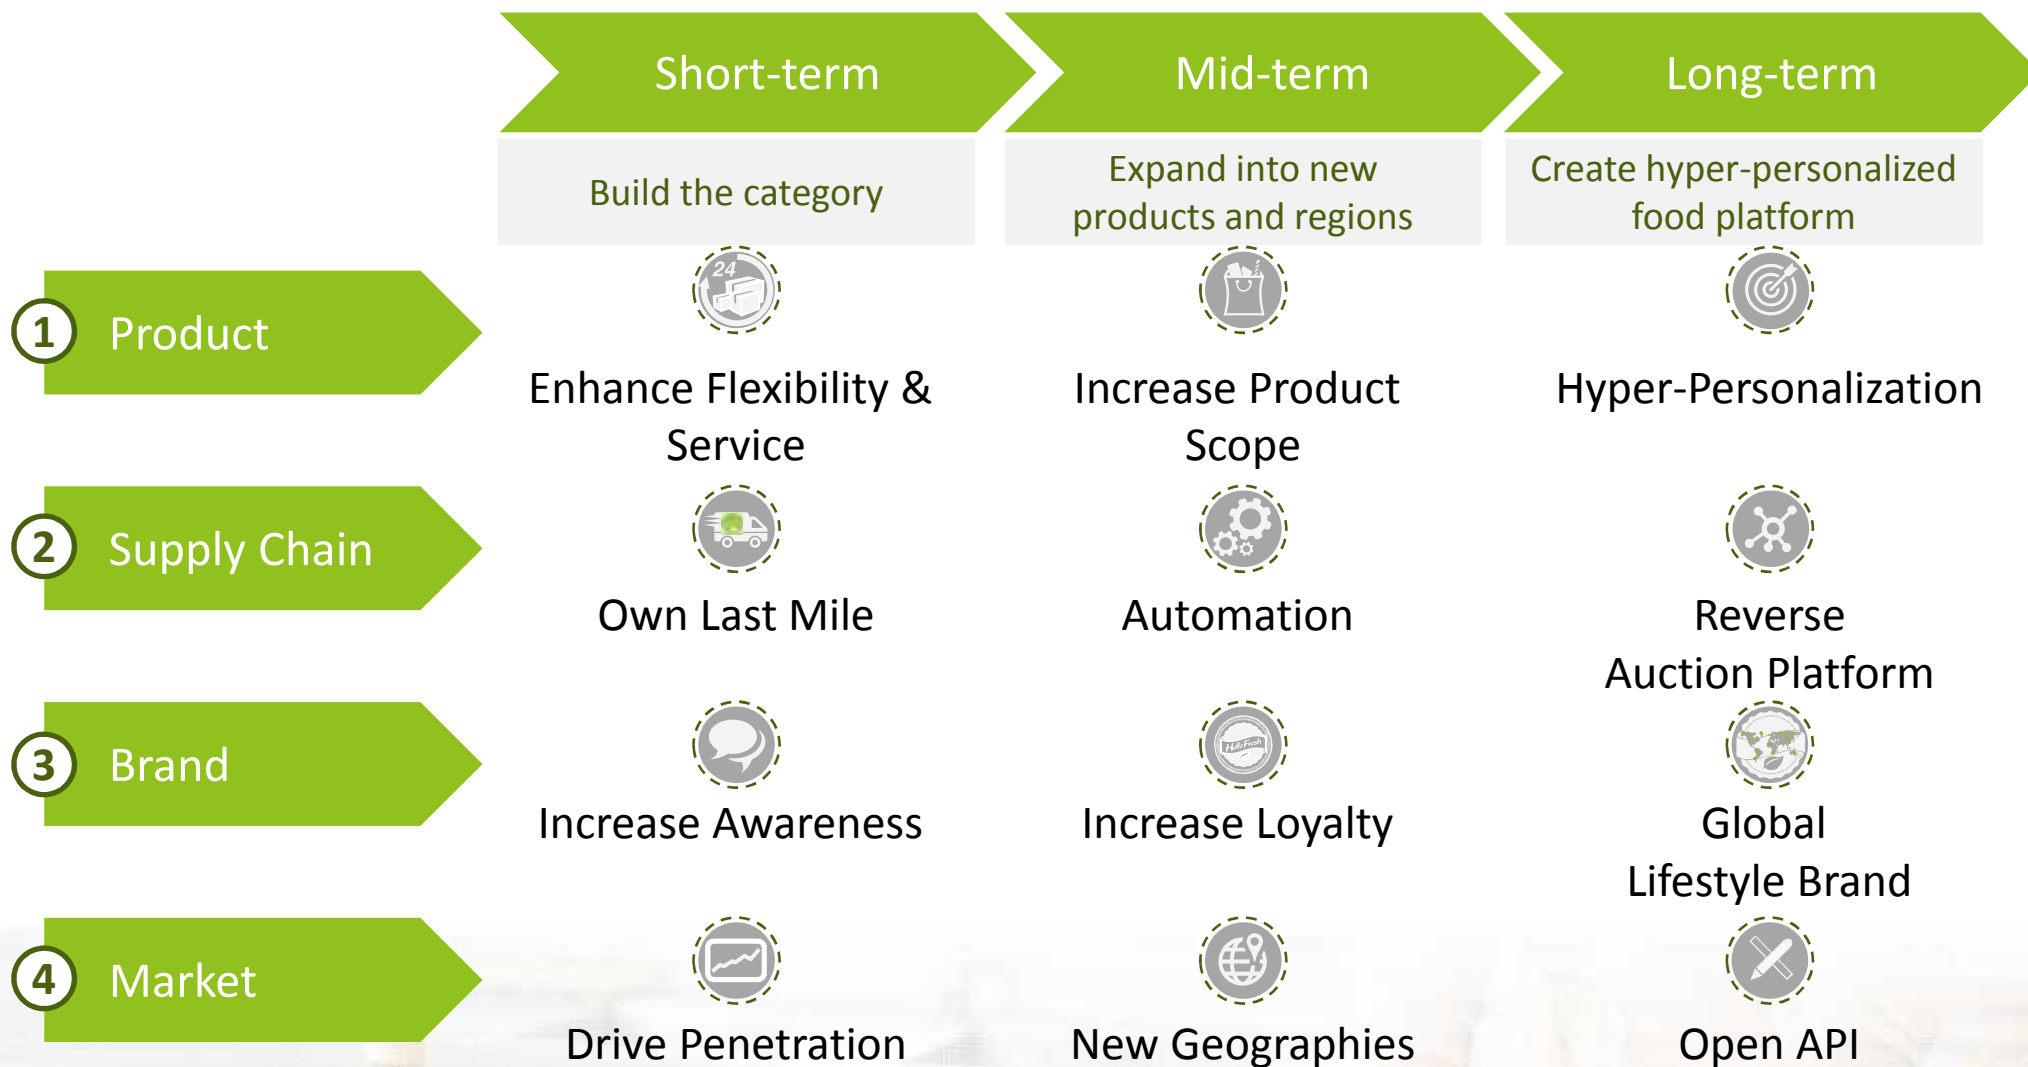 Short-term
Mid-term
Long-term
Build the category
Expand into new
products and regions
Create hyper-personalized
food platform
24
1
Product
Enhance Flexibility &
Service
Increase Product
Scope
Hyper-Personalization
2
Supply Chain
Own Last Mile
Automation
Reverse
Auction Platform
3
Brand
HelloFresh
Increase Awareness
Increase Loyalty
Global
Lifestyle Brand
4
Market
Drive Penetration
New Geographies
Open API